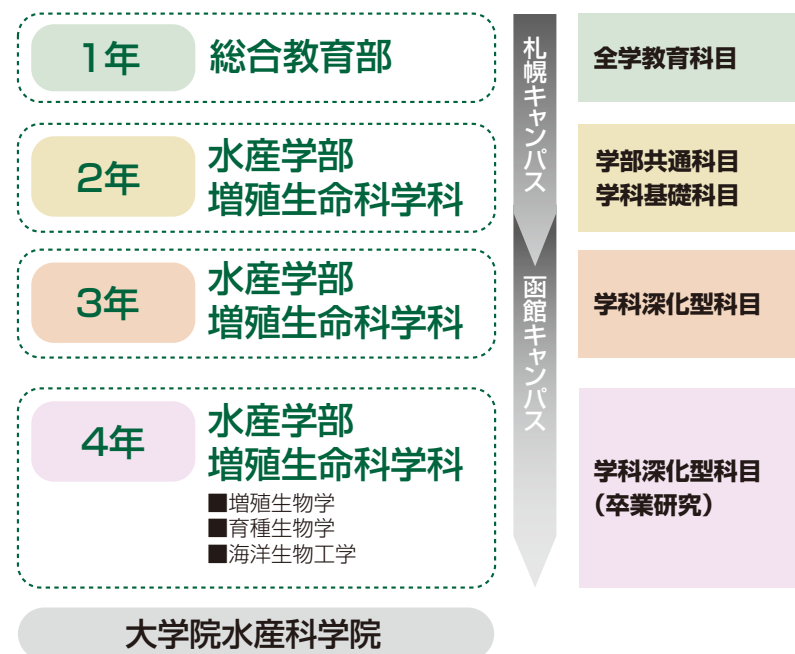 1年
総合教育部
全学教育科目
札幌キャンパス
2年
水産学部
増殖生命科学科
学部共通科目
学科基礎科目
3年
水産学部
増殖生命科学科
学科深化型科目
函館キャンパス
4年
水産学部
増殖生命科学科
■増殖生物学
■育種生物学
■海洋生物工学
学科深化型科目
（卒業研究）
大学院水産科学院